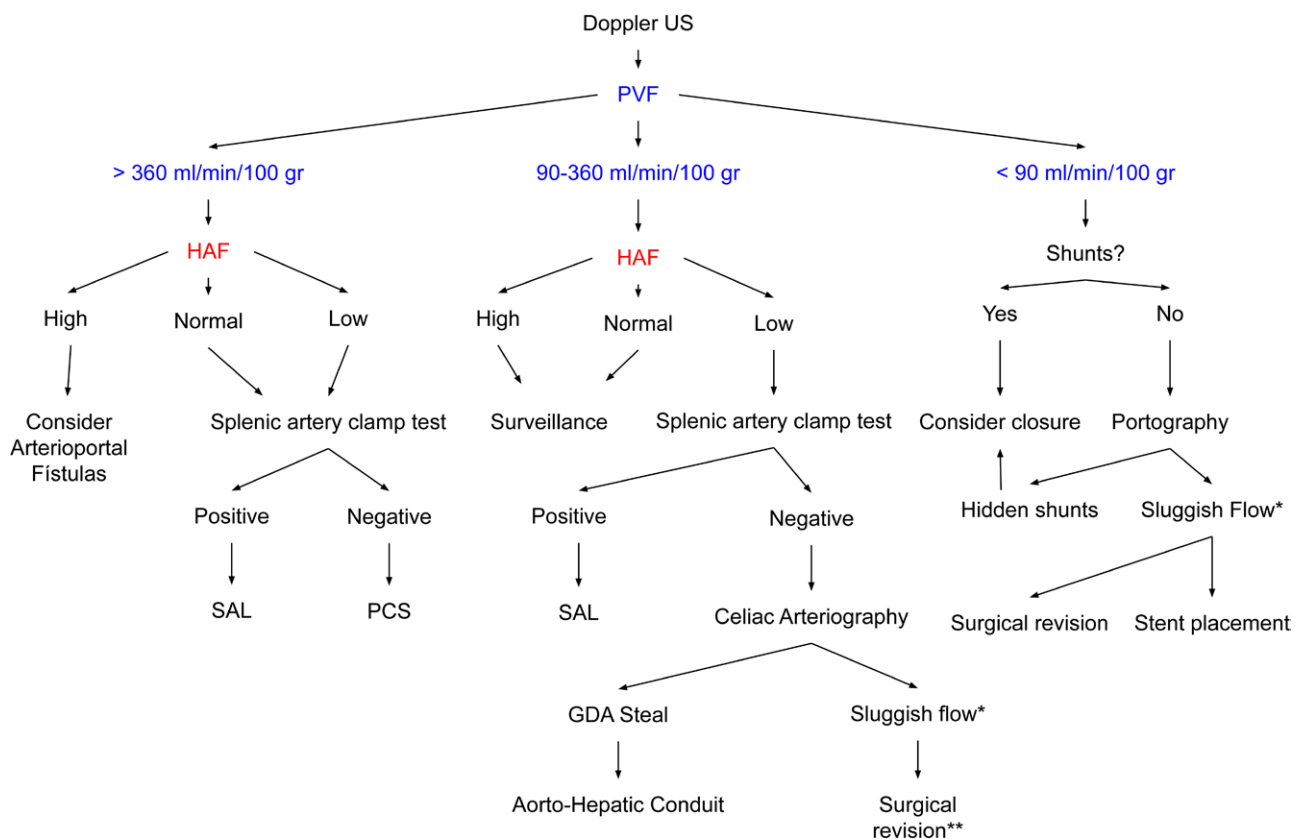 Doppler US
PVF
> 360 ml/min/100 gr
90-360 ml/min/100 gr
< 90 ml/min/100 gr
HAF
HAF
Shunts?
High
Normal
Low
High
Normal
Low
Yes
No
Consider
Arterioportal
Fístulas
Splenic artery clamp test
Surveillance
Splenic artery clamp test
Consider closure
Portography
Positive
Negative
Positive
Negative
Hidden shunts
Sluggish Flow*
SAL
PCS
SAL
Celiac Arteriography
Surgical revision
Stent placement
GDA Steal
Sluggish flow*
Aorto-Hepatic Conduit
Surgical
revision**